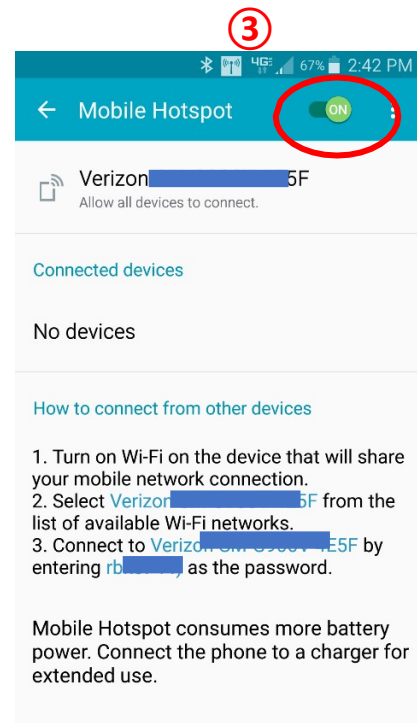 ③
4G 67% 2:42 PM
Mobile Hotspot ON
Verizon 5F
Allow all devices to connect.
Connected devices
No devices
How to connect from other devices
1. Turn on Wi-Fi on the device that will share
your mobile network connection.
2. Select Verizon 5F from the
list of available Wi-Fi networks.
3. Connect to Verizon E5F by
entering as the password.
Mobile Hotspot consumes more battery
power. Connect the phone to a charger for
extended use.